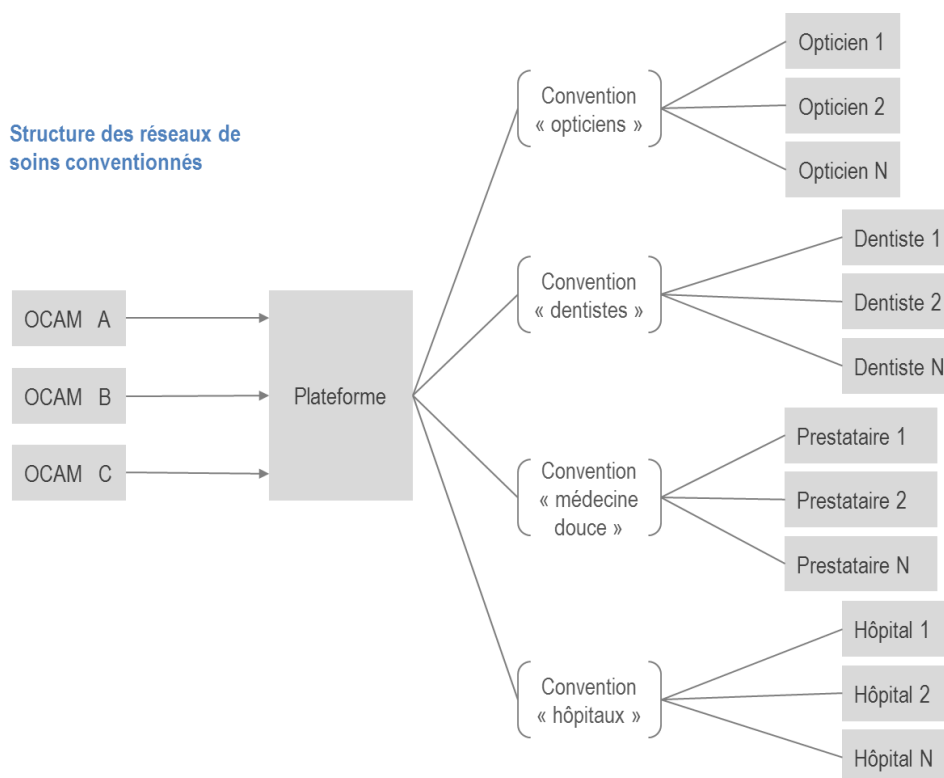 Structure des réseaux de
soins conventionnés
OCAM A
OCAM B
OCAM C
Plateforme
Convention
« opticiens »
Opticien 1
Opticien 2
Opticien N
Convention
« dentistes »
Dentiste 1
Dentiste 2
Dentiste N
Convention
« médecine
douce »
Prestataire 1
Prestataire 2
Prestataire N
Convention
« hôpitaux »
Hôpital 1
Hôpital 2
Hôpital N